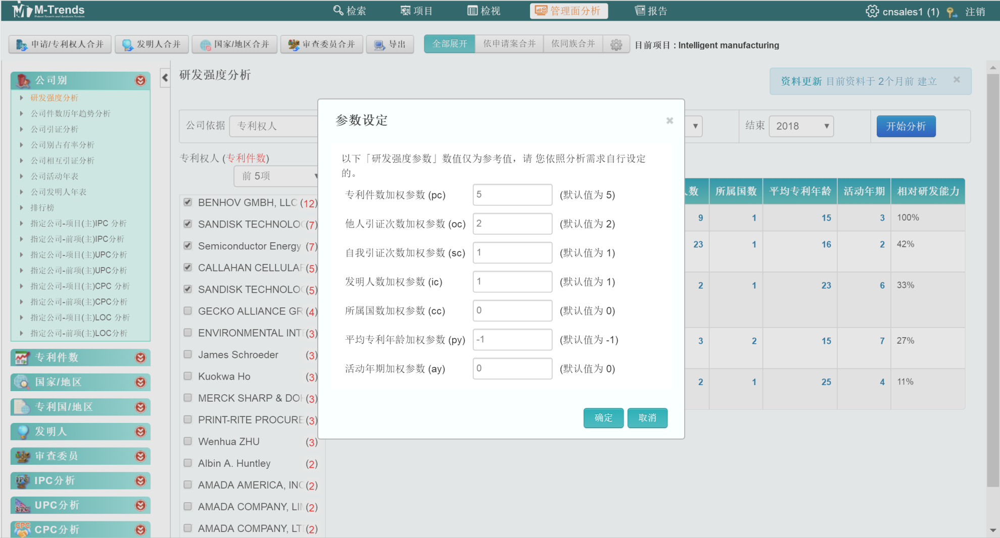 M-Trends
Patent Search and Analysis System
检索
项目
检视
管理面分析
报告
cnsales1 (1)
注销
申请/专利权人合并
发明人合并
国家/地区合并
审查委员合并
导出
全部展开
依申请案合并
依同族合并
目前项目 : Intelligent manufacturing
公司别
研发强度分析
公司件数历年趋势分析
公司引证分析
公司别占有率分析
公司相互引证分析
公司活动年表
公司发明人年表
排行榜
指定公司-项目(主)IPC 分析
指定公司-前项(主)IPC分析
指定公司-项目(主)UPC分析
指定公司-前项(主)UPC分析
指定公司-项目(主)CPC 分析
指定公司-前项(主)CPC分析
指定公司-项目(主)LOC 分析
指定公司-前项(主)LOC分析
专利件数
国家/地区
专利国/地区
发明人
审查委员
IPC分析
UPC分析
CPC分析
研发强度分析
资料更新 目前资料于 2个月前 建立
公司依据
专利权人
结束
2018
开始分析
专利权人 (专利件数)
前 5项
BENHOV GMBH, LLC (12)
SANDISK TECHNOLOG (7)
Semiconductor Energy (7)
CALLAHAN CELLULAR (5)
SANDISK TECHNOLOG (5)
GECKO ALLIANCE GR (4)
ENVIRONMENTAL INT (3)
James Schroeder (3)
Kuokwa Ho (3)
MERCK SHARP & DOH (3)
PRINT-RITE PROCURE (3)
Wenhua ZHU (3)
Albin A. Huntley (2)
AMADA AMERICA, INC (2)
AMADA COMPANY, LIM (2)
AMADA COMPANY, LT (2)
参数设定
以下「研发强度参数」数值仅为参考值，请 您依照分析需求自行设定
的。
专利件数加权参数 (pc) 5 (默认值为 5)
他人引证次数加权参数 (oc) 2 (默认值为 2)
自我引证次数加权参数 (sc) 1 (默认值为 1)
发明人数加权参数 (ic) 1 (默认值为 1)
所属国数加权参数 (cc) 0 (默认值为 0)
平均专利年龄加权参数 (py) -1 (默认值为 -1)
活动年期加权参数 (ay) 0 (默认值为 0)
确定
取消
人数 所属国数 平均专利年龄 活动年期 相对研发能力
9 1 15 3 100%
23 1 16 2 42%
2 1 23 6 33%
3 2 15 7 27%
2 1 25 4 11%